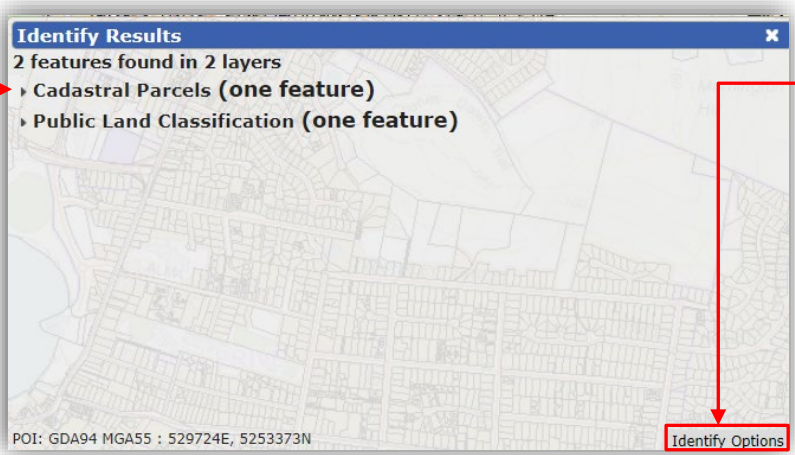 Identify Results
2 features found in 2 layers
Cadastral Parcels (one feature)
Public Land Classification (one feature)
POI: GDA94 MGA55 : 529724E, 5253373N
Identify Options